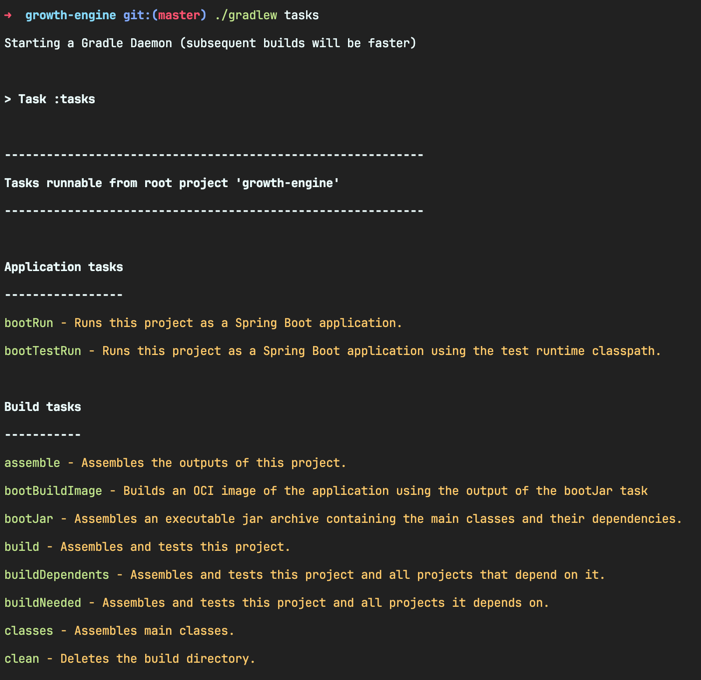 → growth-engine git:(master) ./gradlew tasks
Starting a Gradle Daemon (subsequent builds will be faster)
> Task :tasks
------------------------------------------------------------
Tasks runnable from root project 'growth-engine'
------------------------------------------------------------
Application tasks
-----------------
bootRun - Runs this project as a Spring Boot application.
bootTestRun - Runs this project as a Spring Boot application using the test runtime classpath.
Build tasks
-----------
assemble - Assembles the outputs of this project.
bootBuildImage - Builds an OCI image of the application using the output of the bootJar task
bootJar - Assembles an executable jar archive containing the main classes and their dependencies.
build - Assembles and tests this project.
buildDependents - Assembles and tests this project and all projects that depend on it.
buildNeeded - Assembles and tests this project and all projects it depends on.
classes - Assembles main classes.
clean - Deletes the build directory.